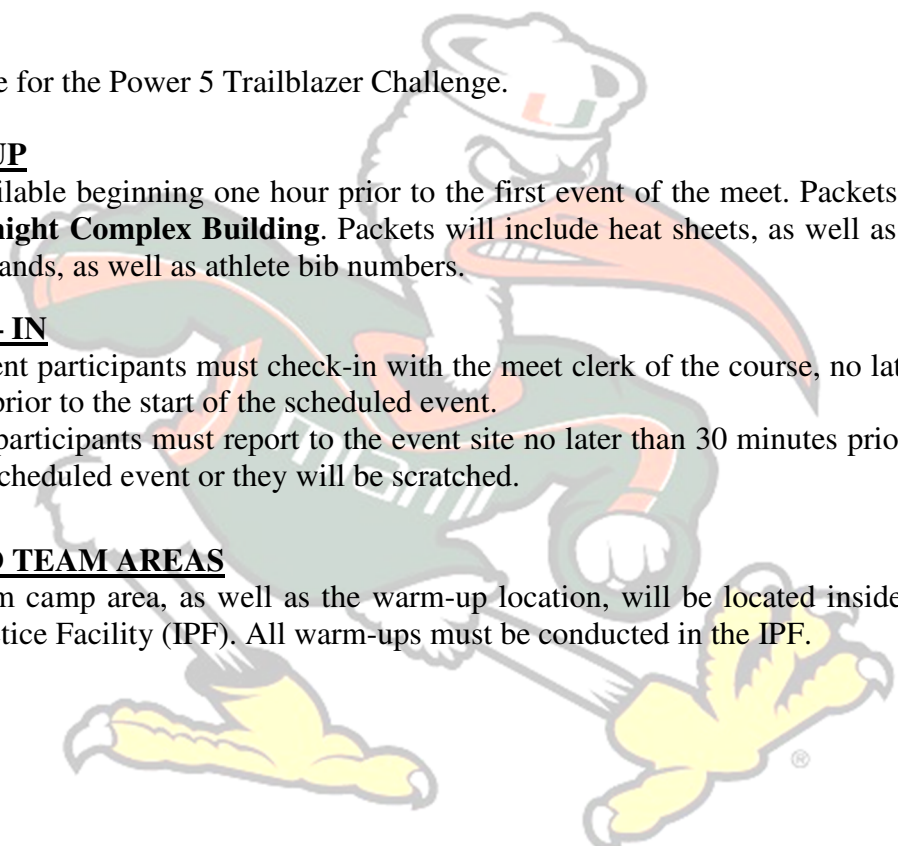 e for the Power 5 Trailblazer Challenge.
UP
ilable beginning one hour prior to the first event of the meet. Packets
night Complex Building. Packets will include heat sheets, as well as
ands, as well as athlete bib numbers.
- IN
ent participants must check-in with the meet clerk of the course, no lat
prior to the start of the scheduled event.
participants must report to the event site no later than 30 minutes prio
scheduled event or they will be scratched.
D TEAM AREAS
m camp area, as well as the warm-up location, will be located inside
ctice Facility (IPF). All warm-ups must be conducted in the IPF.
U
MIAMI
®